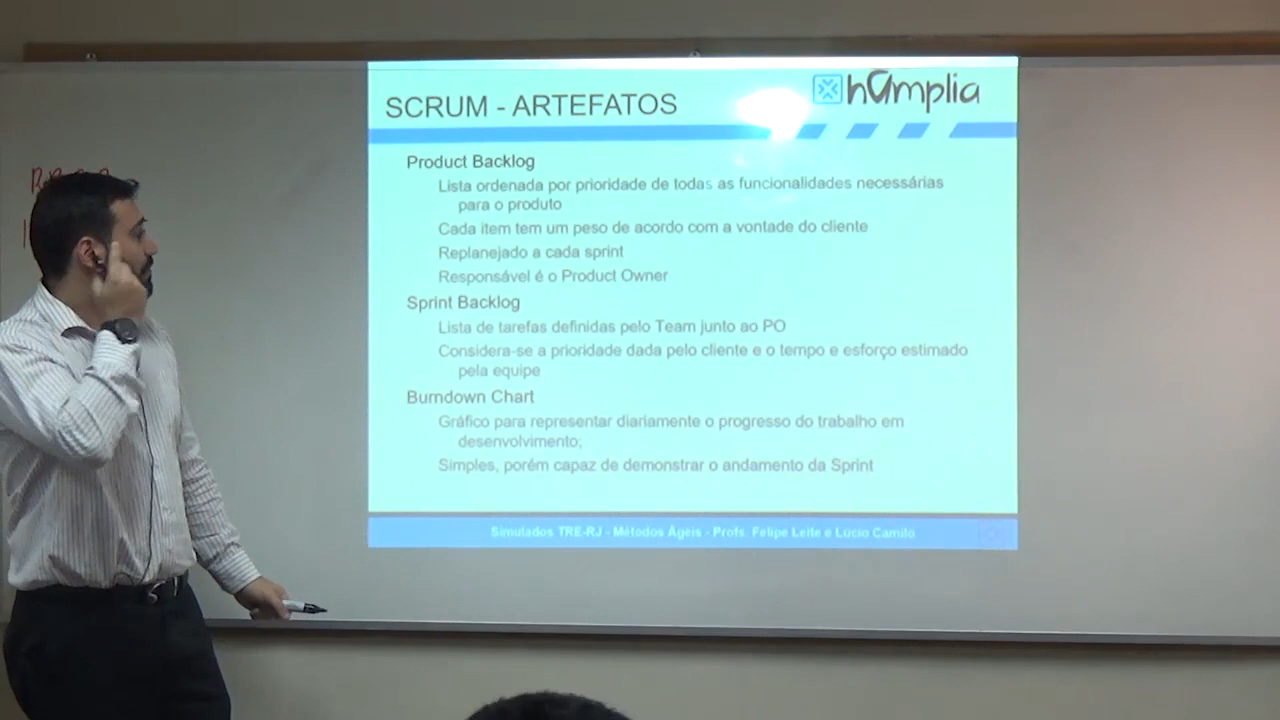 SCRUM - ARTEFATOS
hamplia
Product Backlog
Lista ordenada por prioridade de todas as funcionalidades necessárias
para o produto
Cada item tem um peso de acordo com a vontade do cliente
Replanejado a cada sprint
Responsável é o Product Owner
Sprint Backlog
Lista de tarefas definidas pelo Team junto ao PO
Considera-se a prioridade dada pelo cliente e o tempo e esforço estimado
pela equipe
Burndown Chart
Gráfico para representar diariamente o progresso do trabalho em
desenvolvimento;
Simples, porém capaz de demonstrar o andamento da Sprint
Simulados TRE-RJ - Métodos Ágeis - Profs. Felipe Leite e Lucio Camilo